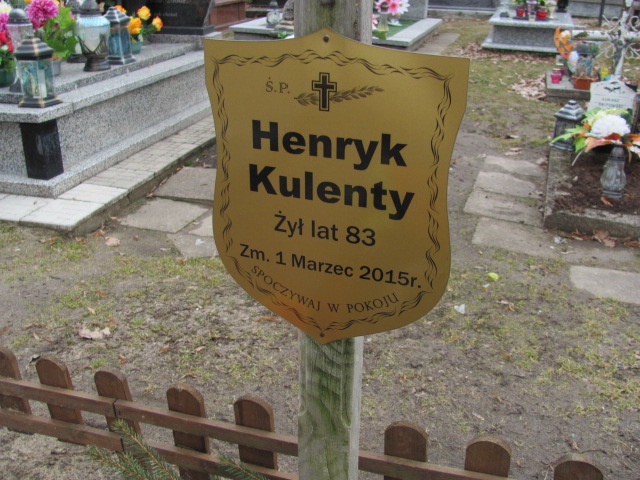 Ś.P.
Henryk
Kulenty
Żył lat 83
Zm. 1 Marzec 2015r.
SPOCZYWAJ W POKOJU